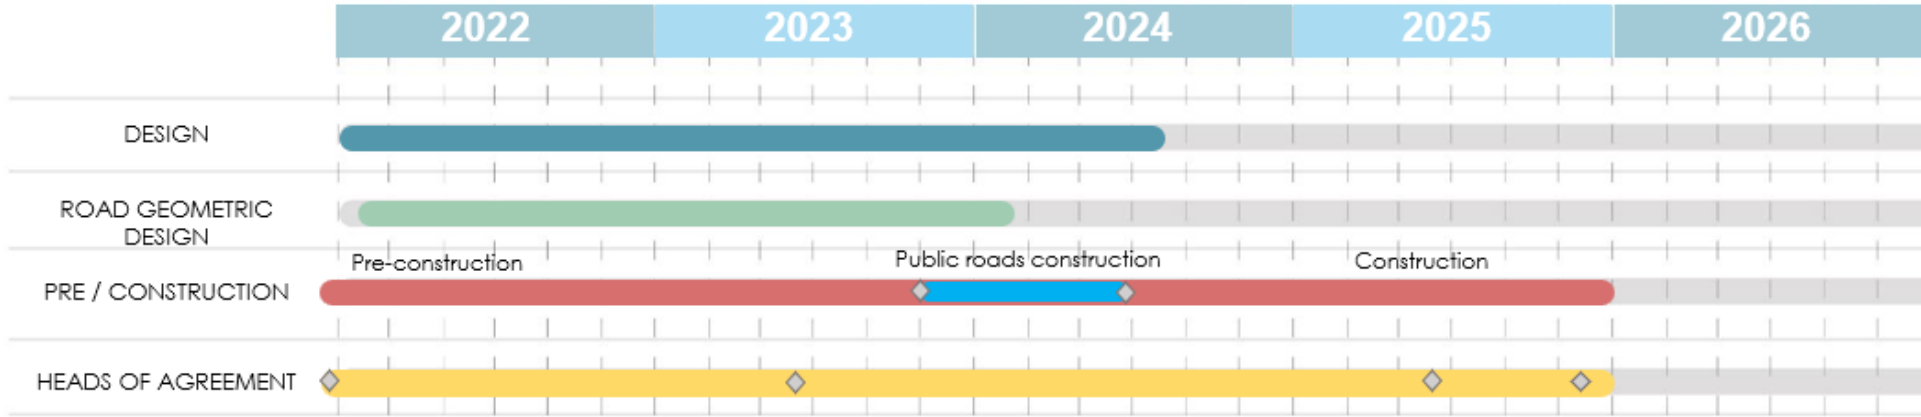 2022 2023 2024 2025 2026
DESIGN
ROAD GEOMETRIC
DESIGN
Pre-construction Public roads construction Construction
PRE / CONSTRUCTION
HEADS OF AGREEMENT